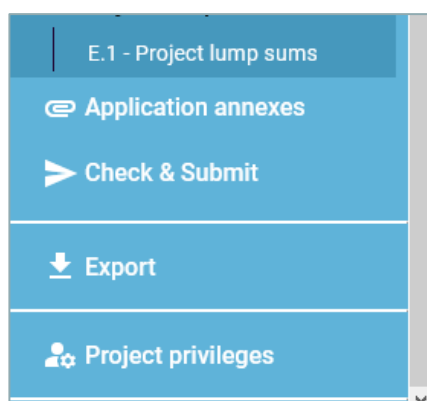 E.1 - Project lump sums
Application annexes
Check & Submit
Export
Project privileges